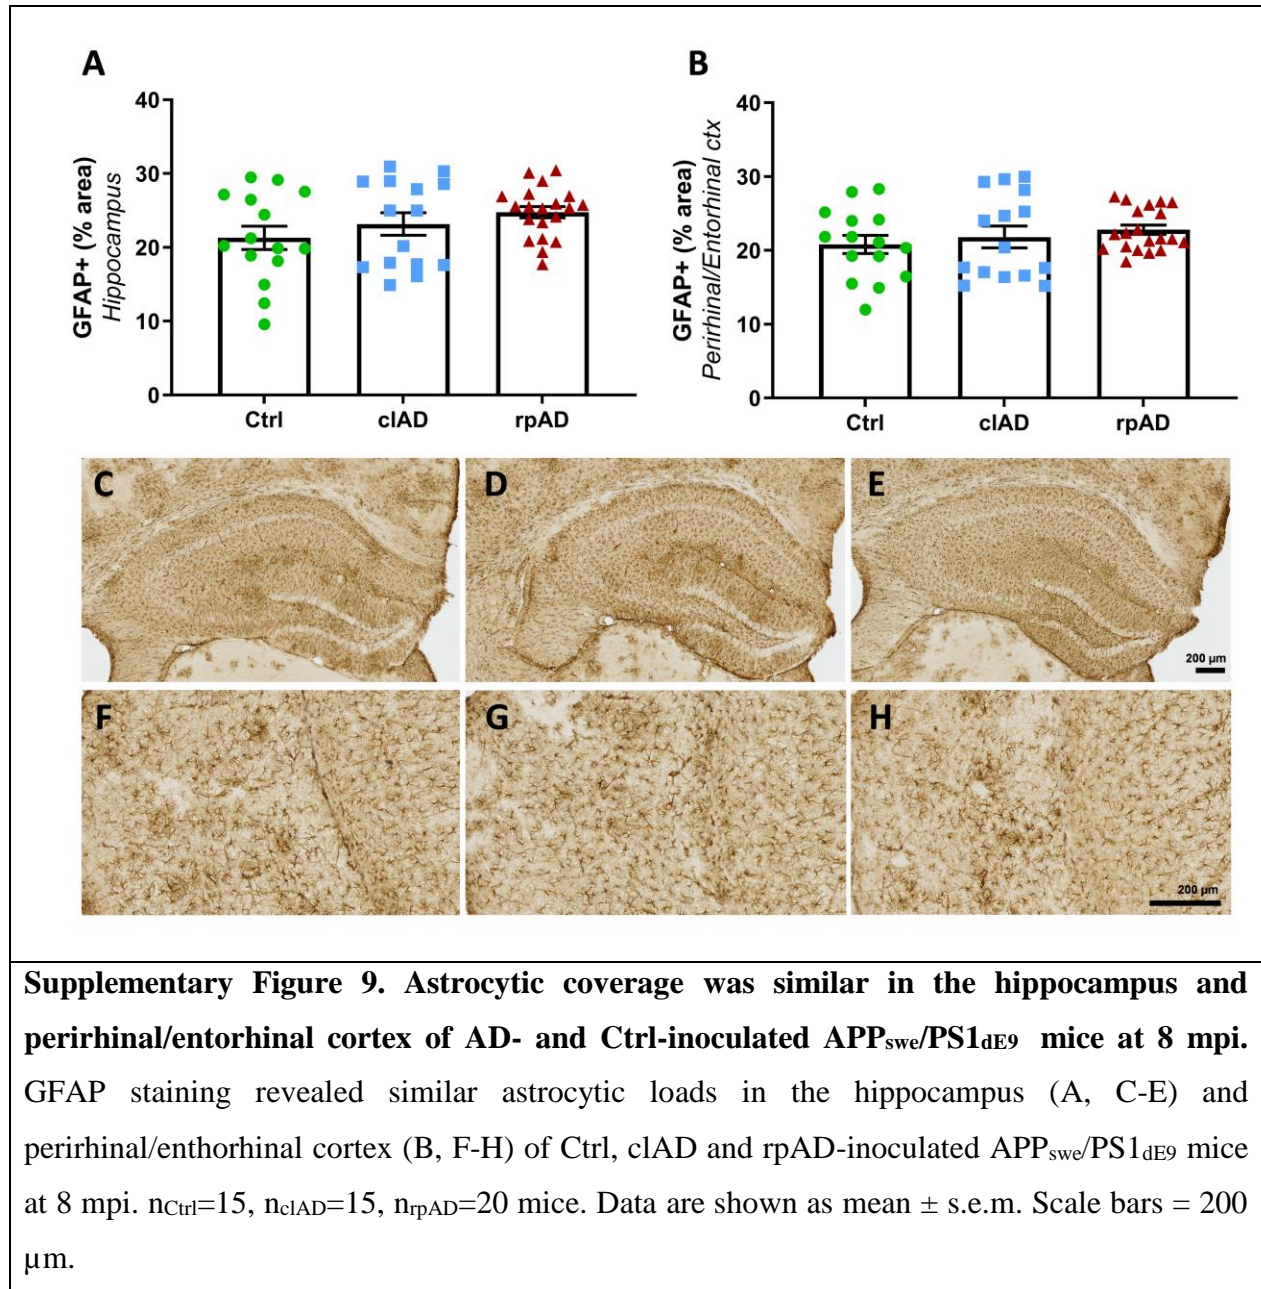 A
B
GFAP+ (% area)
Hippocampus
40
30
20
10
0
Ctrl
clAD
rpAD
GFAP+ (% area)
Perirhinal/Entorhinal ctx
40
30
20
10
0
Ctrl
clAD
rpAD
C
D
E
200 µm
F
G
H
200 µm
Supplementary Figure 9. Astrocytic coverage was similar in the hippocampus and
perirhinal/entorhinal cortex of AD- and Ctrl-inoculated APPswe/PS1dE9 mice at 8 mpi.
GFAP staining revealed similar astrocytic loads in the hippocampus (A, C-E) and
perirhinal/enthorhinal cortex (B, F-H) of Ctrl, clAD and rpAD-inoculated APPswe/PS1dE9 mice
at 8 mpi. nCtrl=15, nclAD=15, nrpAD=20 mice. Data are shown as mean ± s.e.m. Scale bars = 200
µm.